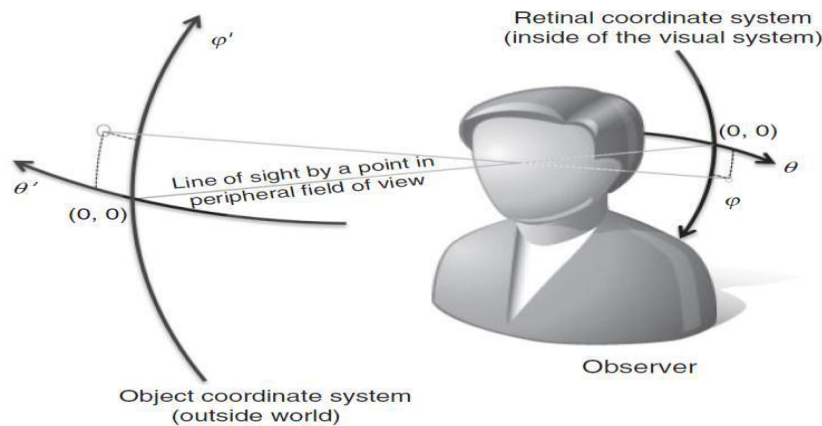 Retinal coordinate system
(inside of the visual system)
φ'
(0, 0)
Line of sight by a point in
peripheral field of view
θ'
θ
(0, 0)
φ
Observer
Object coordinate system
(outside world)